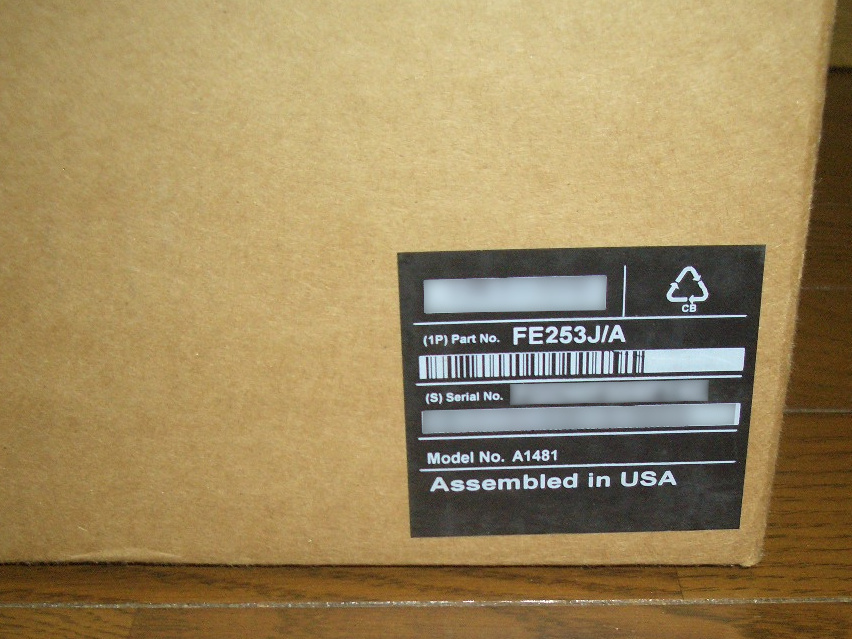 CB
(1P) Part No. FE253J/A
(S) Serial No.
Model No. A1481
Assembled in USA